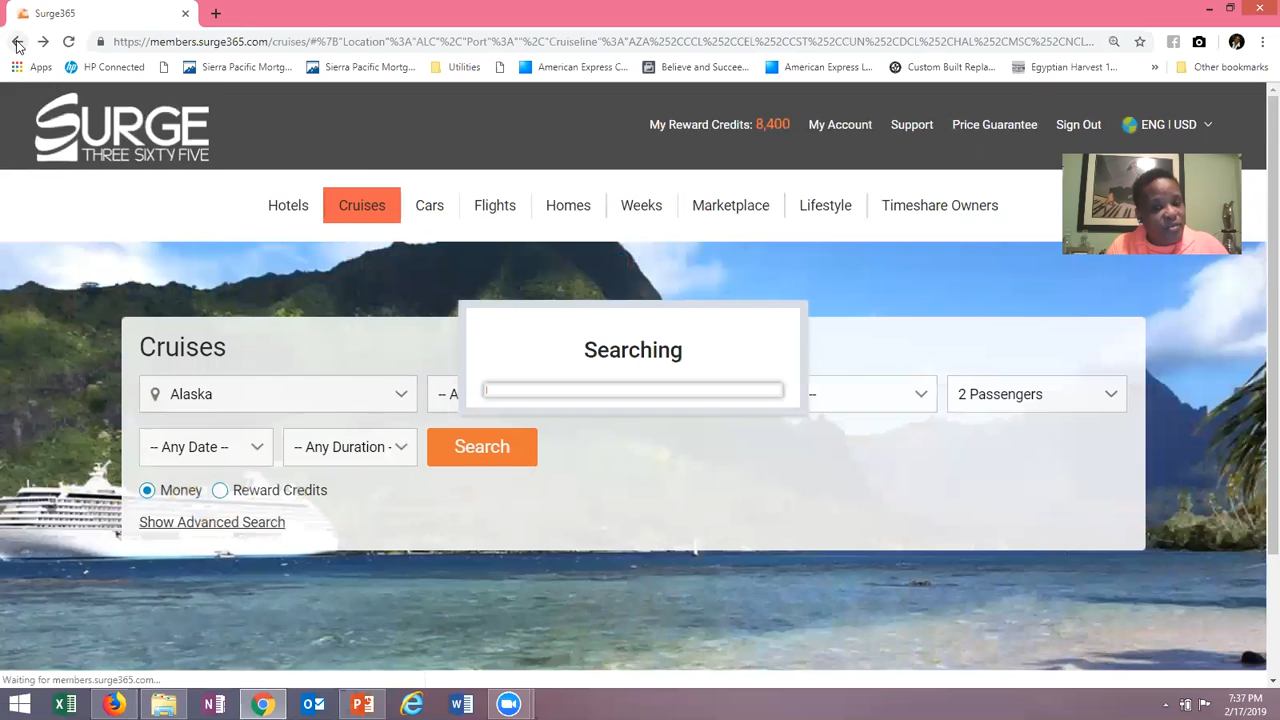 Surge365
https://members.surge365.com/cruises/#%7B"Location"%3A"ALC"%2C"Port"%3A""%2C"Cruiseline"%3A"AZA%252CCCL%252CCEL%252CCST%252CCUN%252CDCL%252CHAL%252CMSC%252CNCL...
Apps
HP Connected
Sierra Pacific Mortg...
Sierra Pacific Mortg...
Utilities
American Express C...
Believe and Succee...
American Express L...
Custom Built Repla...
Egyptian Harvest 1...
»
Other bookmarks
SURGE
THREE SIXTY FIVE
My Reward Credits: 8,400
My Account
Support
Price Guarantee
Sign Out
ENG | USD
Hotels
Cruises
Cars
Flights
Homes
Weeks
Marketplace
Lifestyle
Timeshare Owners
Cruises
Searching
Alaska
-- A
--
2 Passengers
-- Any Date --
-- Any Duration -
Search
Money
Reward Credits
Show Advanced Search
Waiting for members.surge365.com...
7:37 PM
2/17/2019